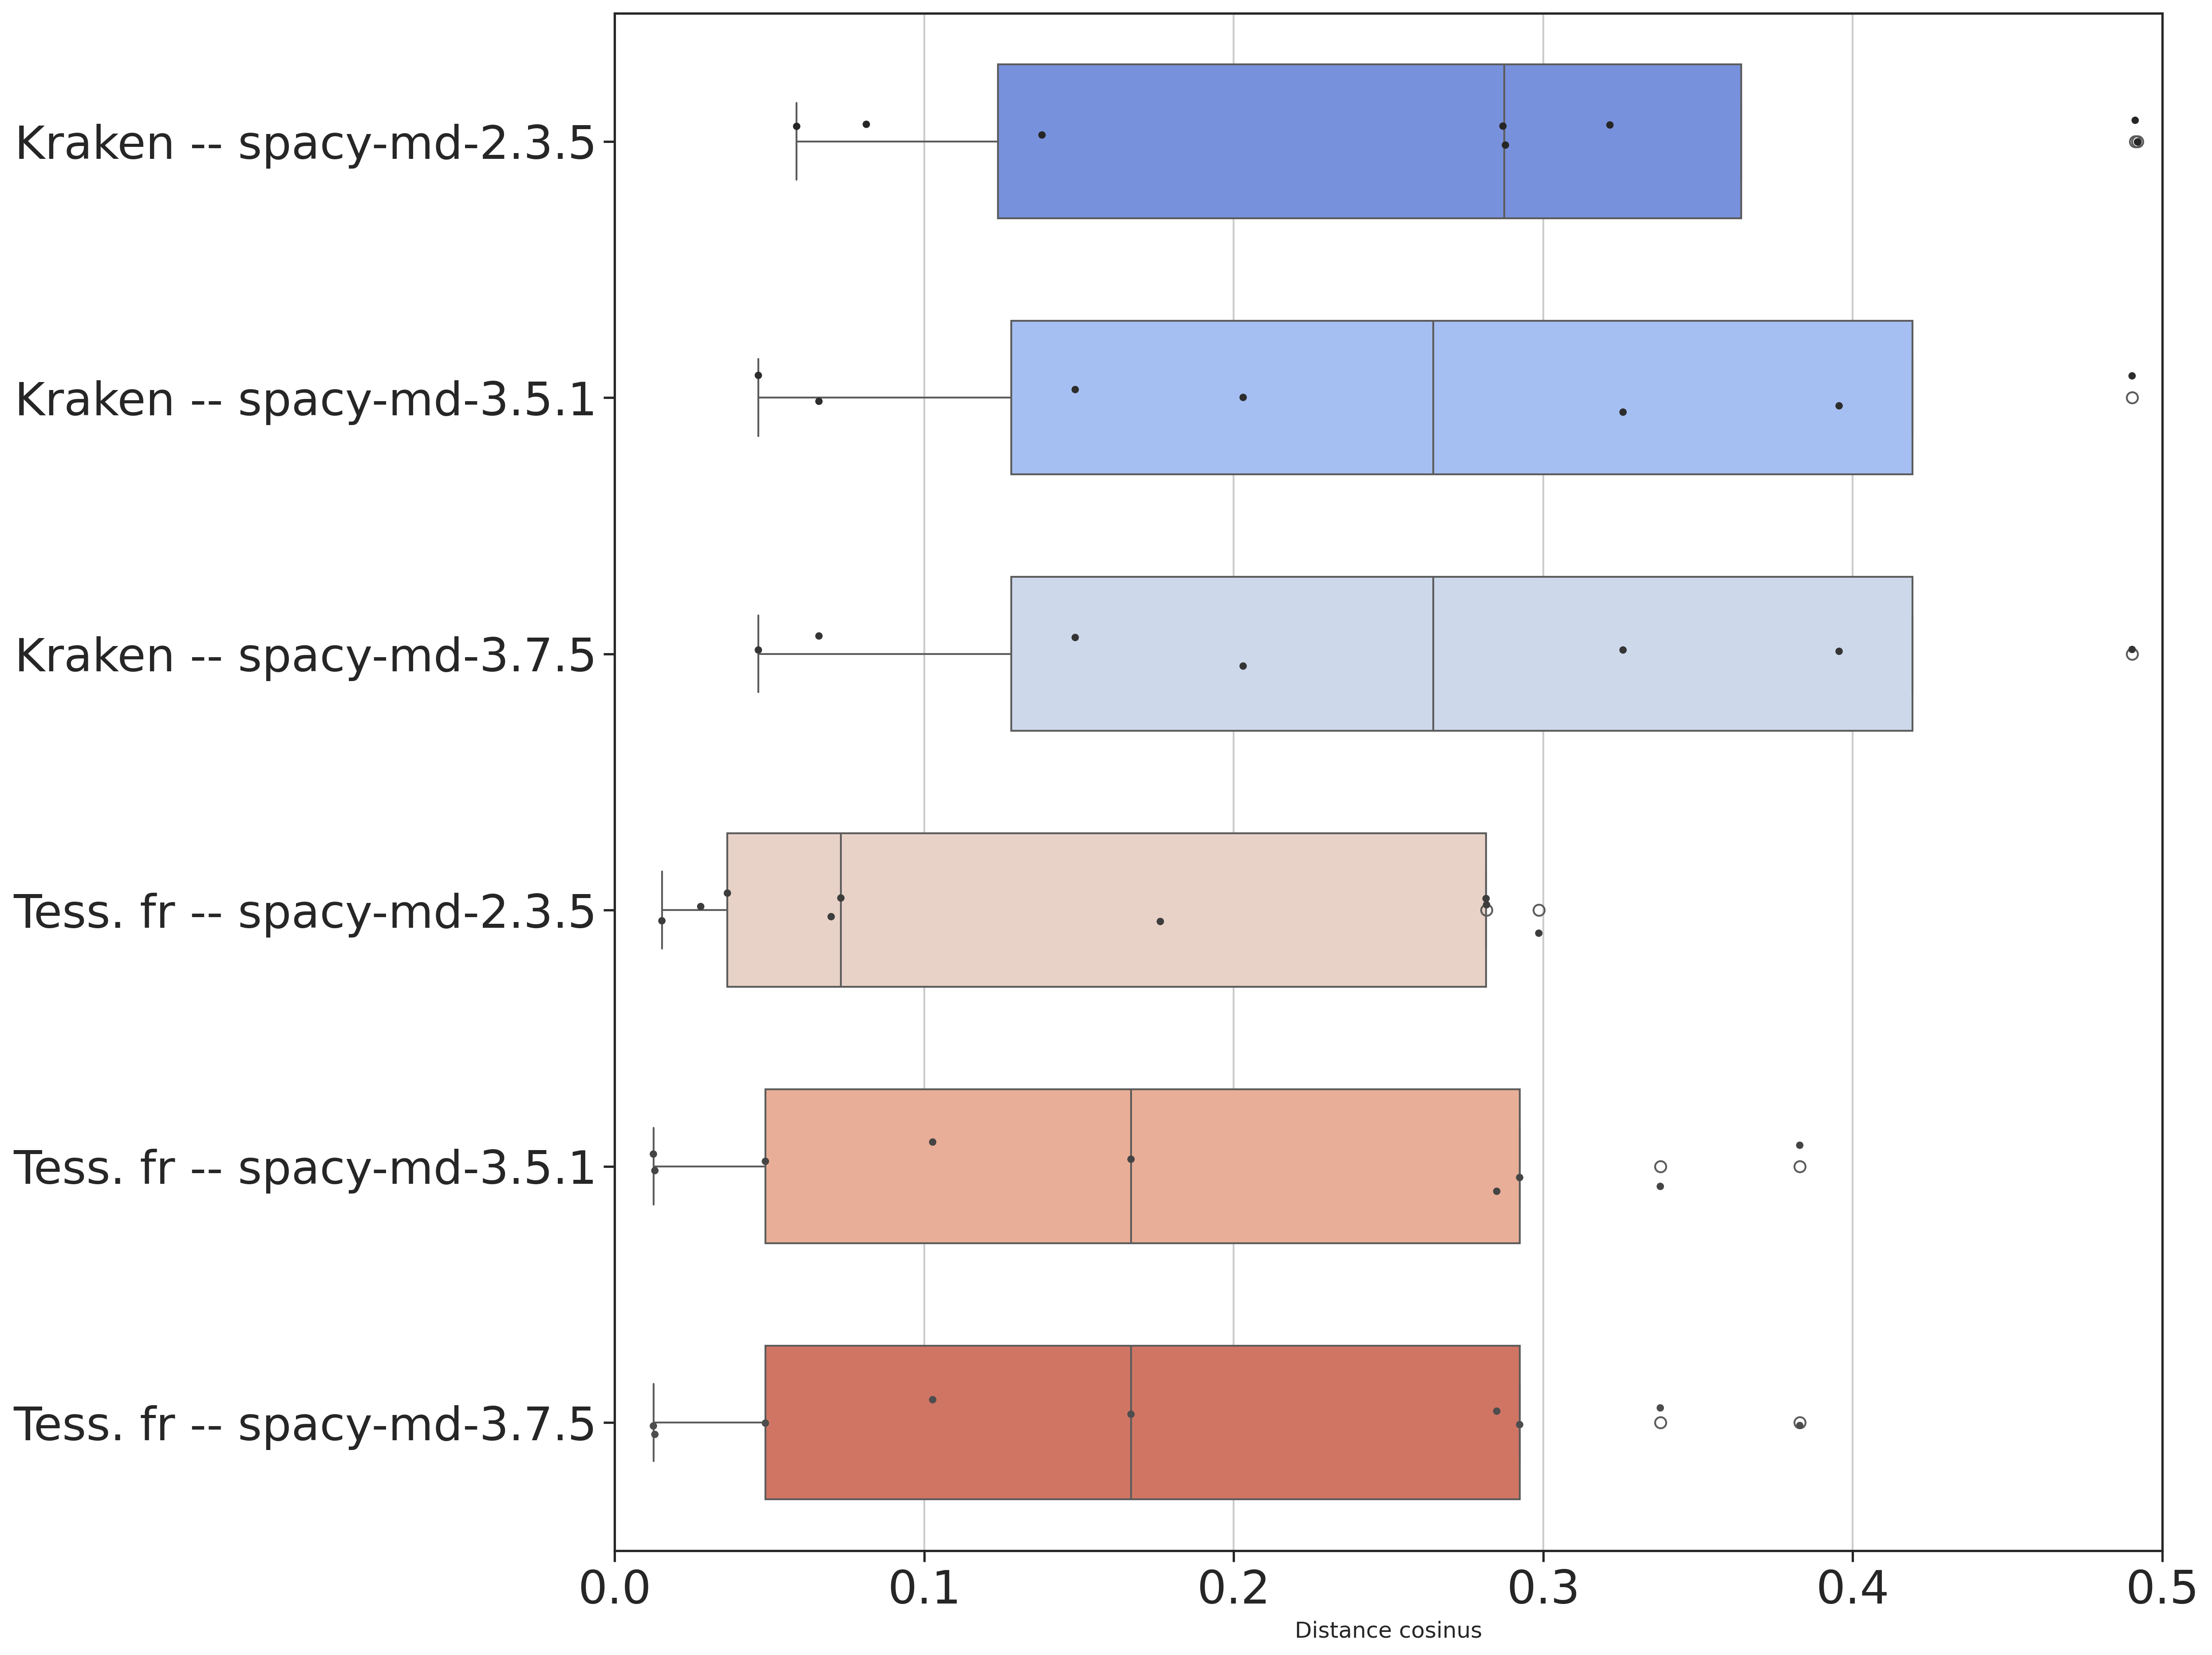 Kraken -- spacy-md-2.3.5
Kraken -- spacy-md-3.5.1
Kraken -- spacy-md-3.7.5
Tess. fr -- spacy-md-2.3.5
Tess. fr -- spacy-md-3.5.1
Tess. fr -- spacy-md-3.7.5
0.0 0.1 0.2 0.3 0.4 0.5
Distance cosinus